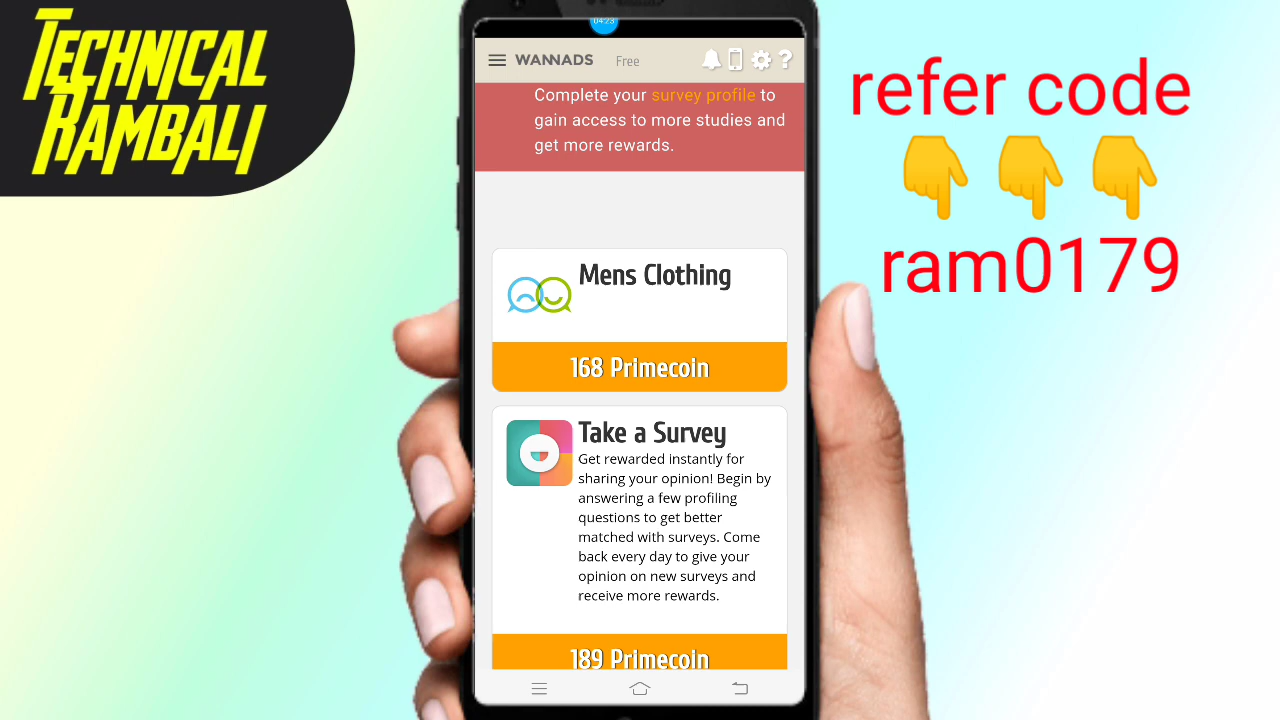 TECHNICAL
RAMBALI
04:23
WANNADS Free
Complete your survey profile to
gain access to more studies and
get more rewards.
Mens Clothing
168 Primecoin
Take a Survey
Get rewarded instantly for
sharing your opinion! Begin by
answering a few profiling
questions to get better
matched with surveys. Come
back every day to give your
opinion on new surveys and
receive more rewards.
189 Primecoin
refer code
👇👇👇
ram0179